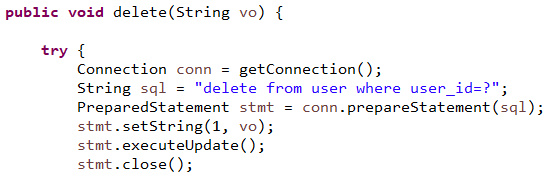 public void delete(String vo) {
try {
Connection conn = getConnection();
String sql = "delete from user where user_id=?";
PreparedStatement stmt = conn.prepareStatement(sql);
stmt.setString(1, vo);
stmt.executeUpdate();
stmt.close();